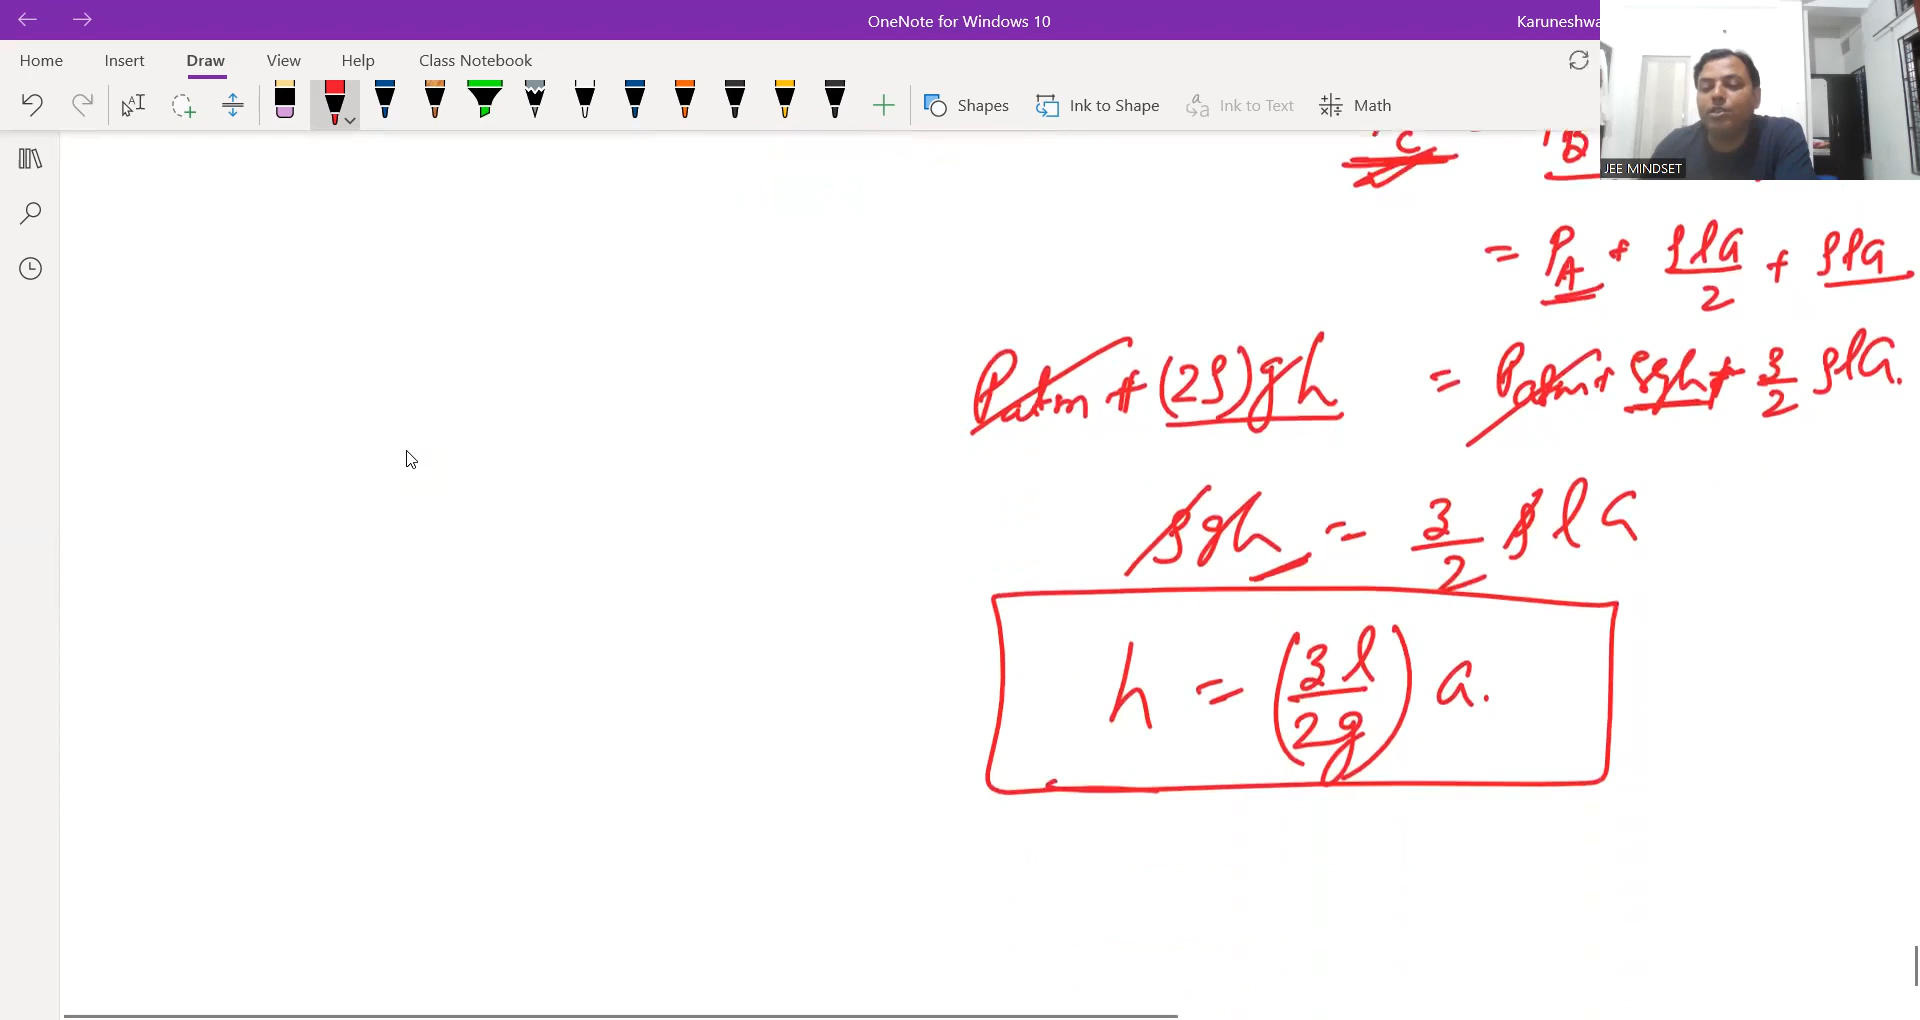 OneNote for Windows 10
Karuneshwa
Home Insert Draw View Help Class Notebook
Shapes Ink to Shape Ink to Text Math
JEE MINDSET
= P_A + ρla/2 + ρla
Patm + (2ρ)gh = Patm + ρgh + 3/2 ρla.
ρgh = 3/2 ρla
h = (3l/2g) a.